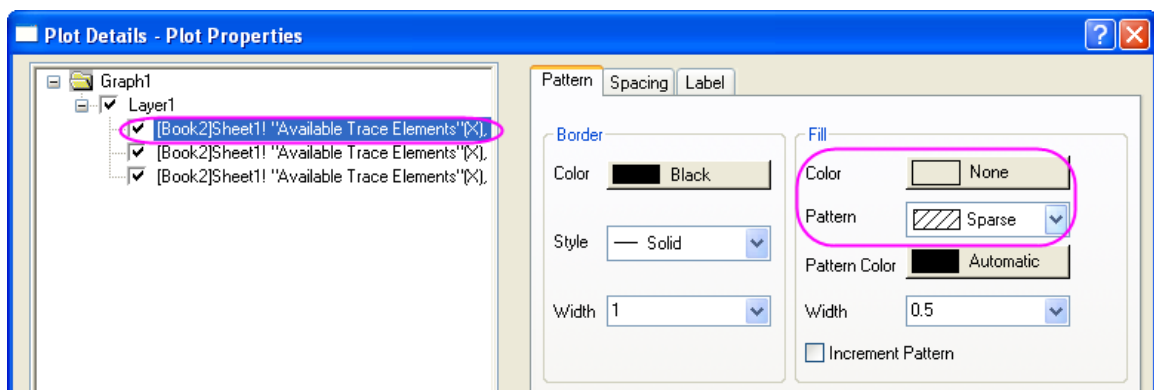 Plot Details - Plot Properties
Graph1
Layer1
[Book2]Sheet1! "Available Trace Elements"(X),
[Book2]Sheet1! "Available Trace Elements"(X),
[Book2]Sheet1! "Available Trace Elements"(X),
Pattern Spacing Label
Border
Color Black
Style Solid
Width 1
Fill
Color None
Pattern Sparse
Pattern Color Automatic
Width 0.5
Increment Pattern